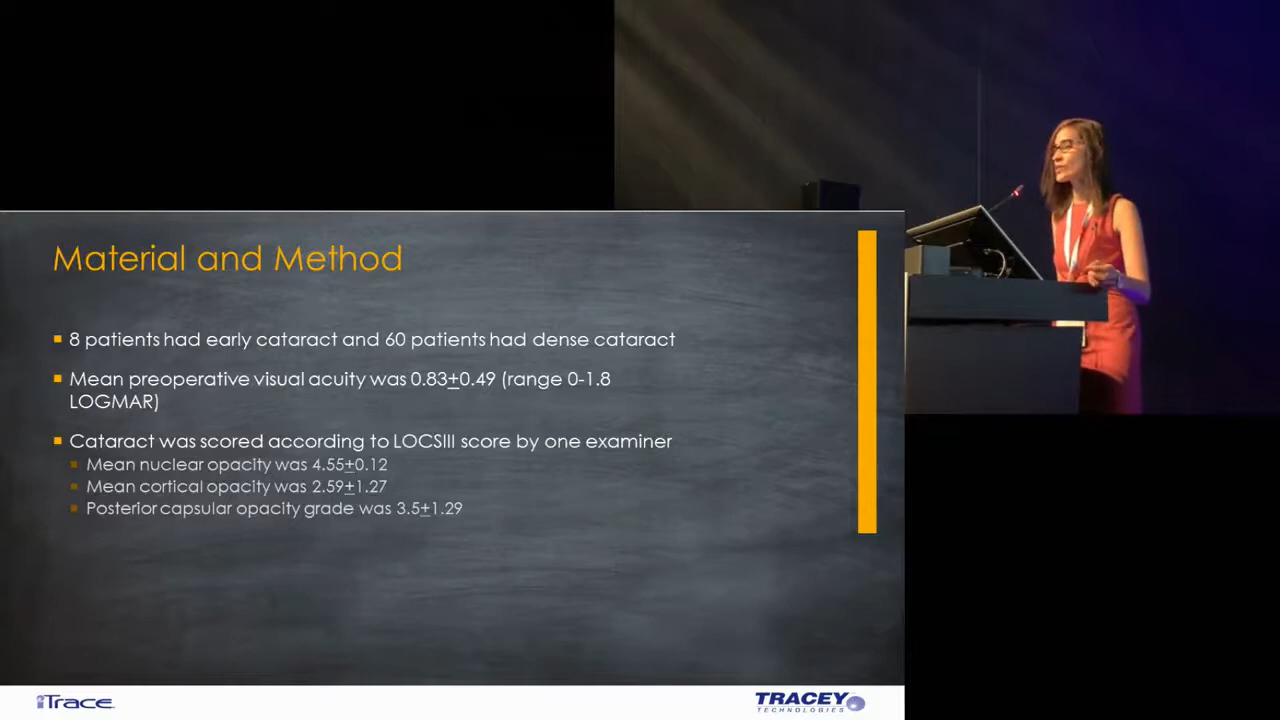 Material and Method
8 patients had early cataract and 60 patients had dense cataract
Mean preoperative visual acuity was 0.83±0.49 (range 0-1.8
LOGMAR)
Cataract was scored according to LOCSIII score by one examiner
Mean nuclear opacity was 4.55±0.12
Mean cortical opacity was 2.59±1.27
Posterior capsular opacity grade was 3.5±1.29
iTrace
TRACEY
TECHNOLOGIES